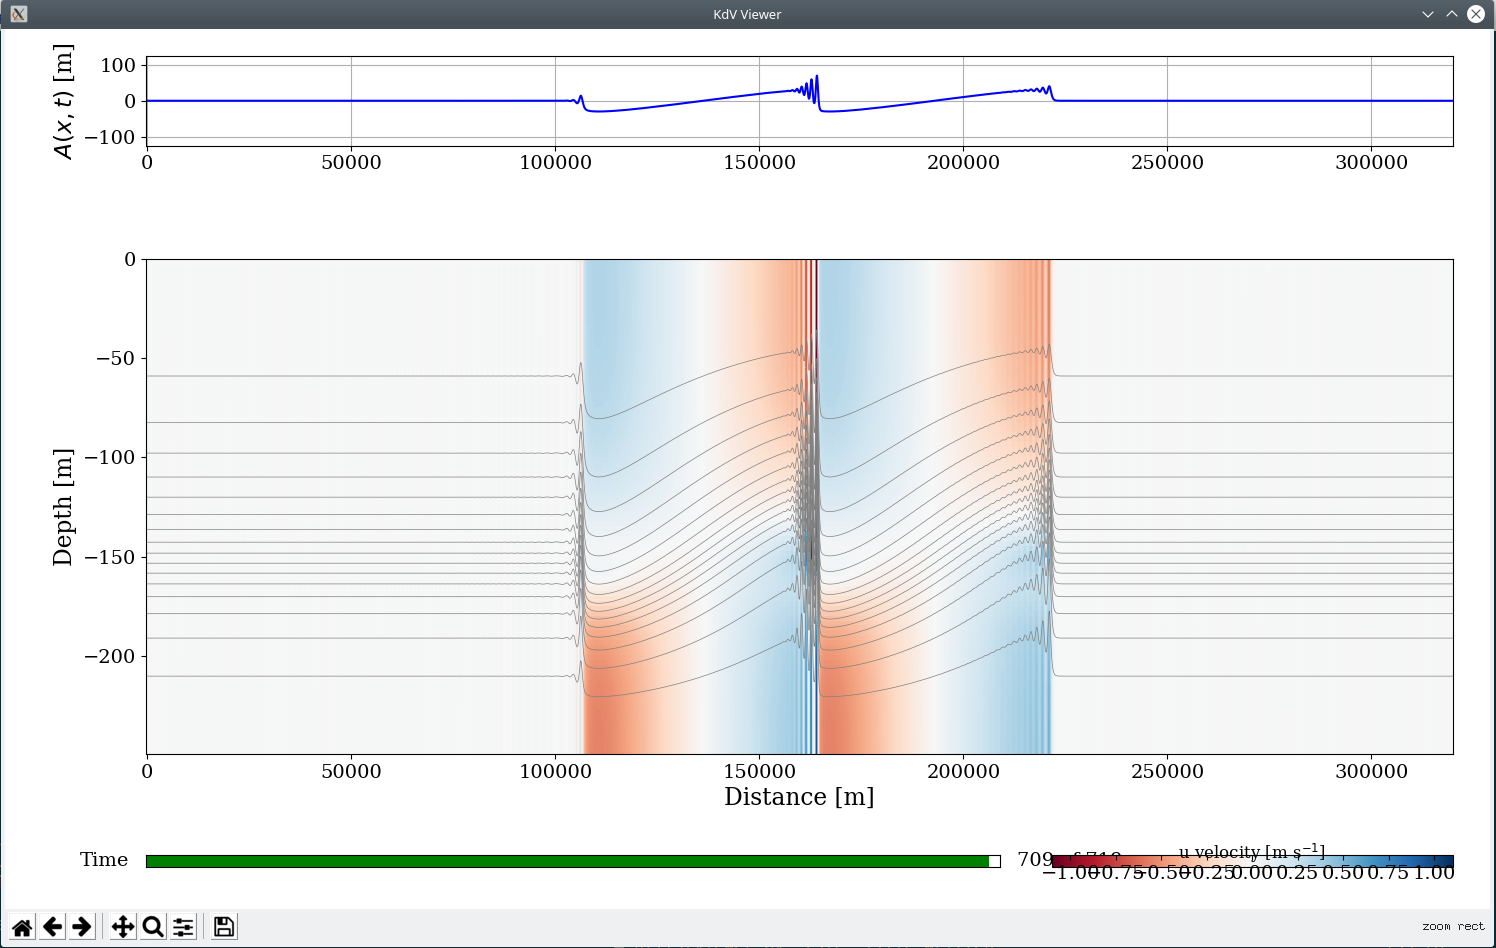 KdV Viewer
A(x, t) [m]
100
0
−100
0 50000 100000 150000 200000 250000 300000
Depth [m]
0
−50
−100
−150
−200
0 50000 100000 150000 200000 250000 300000
Distance [m]
Time
709 of 719
u velocity [m s⁻¹]
−1.00 −0.75 −0.50 −0.25 0.00 0.25 0.50 0.75 1.00
zoom rect